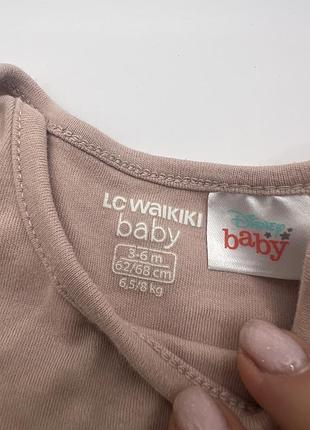 LC WAIKIKI
baby
3-6 m
62/68 cm
6,5/8 kg
Disney
baby